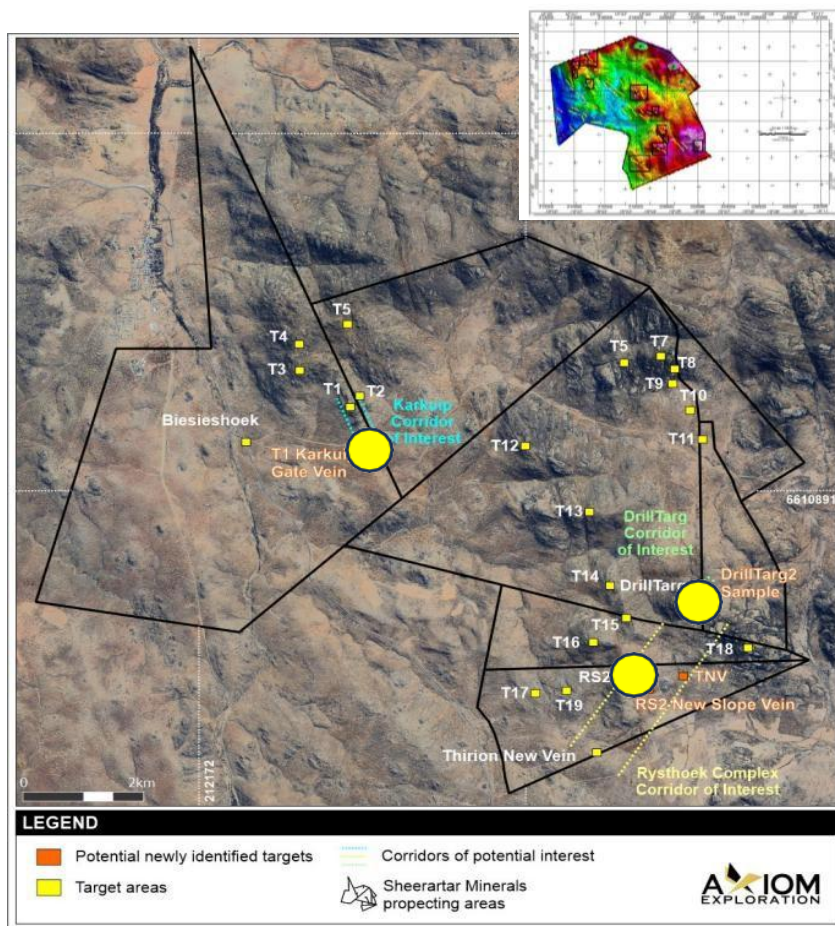 T5
T4
T3
T1
T2
Karkuip
Corridor
of Interest
Biesieshoek
T1 Karkui
Gate Vein
T5
T7
T8
T9
T10
T11
T12
6610891
T13
DrillTarg
Corridor
of Interest
T14
DrillTarg
DrillTarg2
Sample
T15
T16
T18
RS2
TNV
T17
T19
RS2-New Slope Vein
Thirion New Vein
Rysthoek Complex
Corridor of Interest
0
2km
212172
LEGEND
Potential newly identified targets
Corridors of potential interest
Target areas
Sheerartar Minerals
propecting areas
AXIOM
EXPLORATION